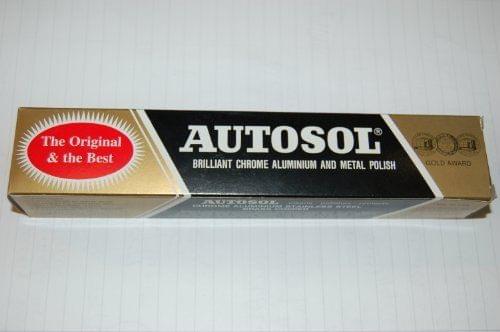 The Original
& the Best
AUTOSOL®
BRILLIANT CHROME ALUMINIUM AND METAL POLISH
GOLD AWARD
AUTOSOL
CHROME ALUMINIUM STAINLESS STEEL